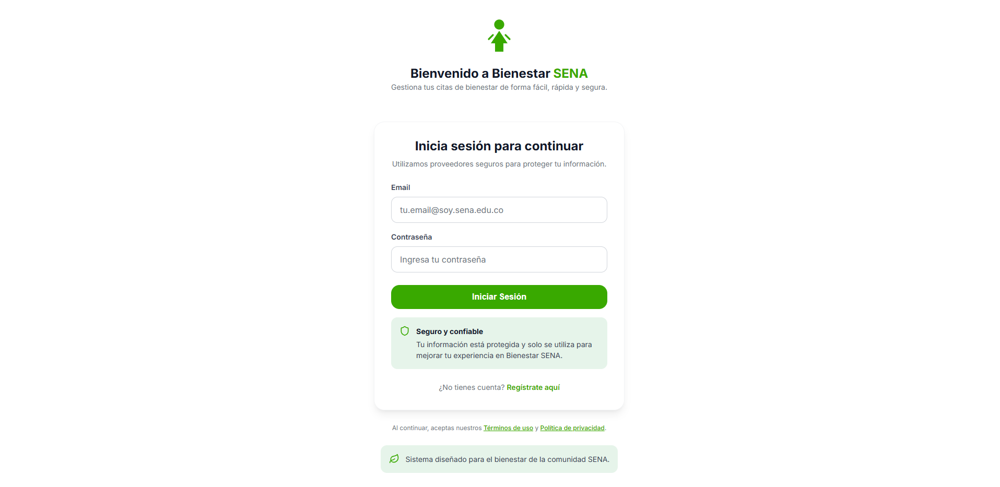 Bienvenido a Bienestar SENA
Gestiona tus citas de bienestar de forma fácil, rápida y segura.
Inicia sesión para continuar
Utilizamos proveedores seguros para proteger tu información.
Email
tu.email@soy.sena.edu.co
Contraseña
Ingresa tu contraseña
Iniciar Sesión
Seguro y confiable
Tu información está protegida y solo se utiliza para
mejorar tu experiencia en Bienestar SENA.
¿No tienes cuenta? Regístrate aquí
Al continuar, aceptas nuestros Términos de uso y Política de privacidad.
Sistema diseñado para el bienestar de la comunidad SENA.